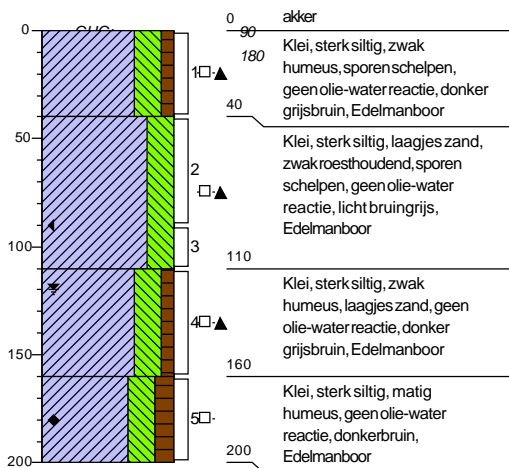 0 akker
GHG
90
180
0
Klei, sterk siltig, zwak
humeus, sporen schelpen,
geen olie-water reactie, donker
grijsbruin, Edelmanboor
1
40
50
Klei, sterk siltig, laagjes zand,
zwak roesthoudend, sporen
schelpen, geen olie-water
reactie, licht bruingrijs,
Edelmanboor
2
3
100
110
Klei, sterk siltig, zwak
humeus, laagjes zand, geen
olie-water reactie, donker
grijsbruin, Edelmanboor
4
150
160
Klei, sterk siltig, matig
humeus, geen olie-water
reactie, donkerbruin,
Edelmanboor
5
200
200